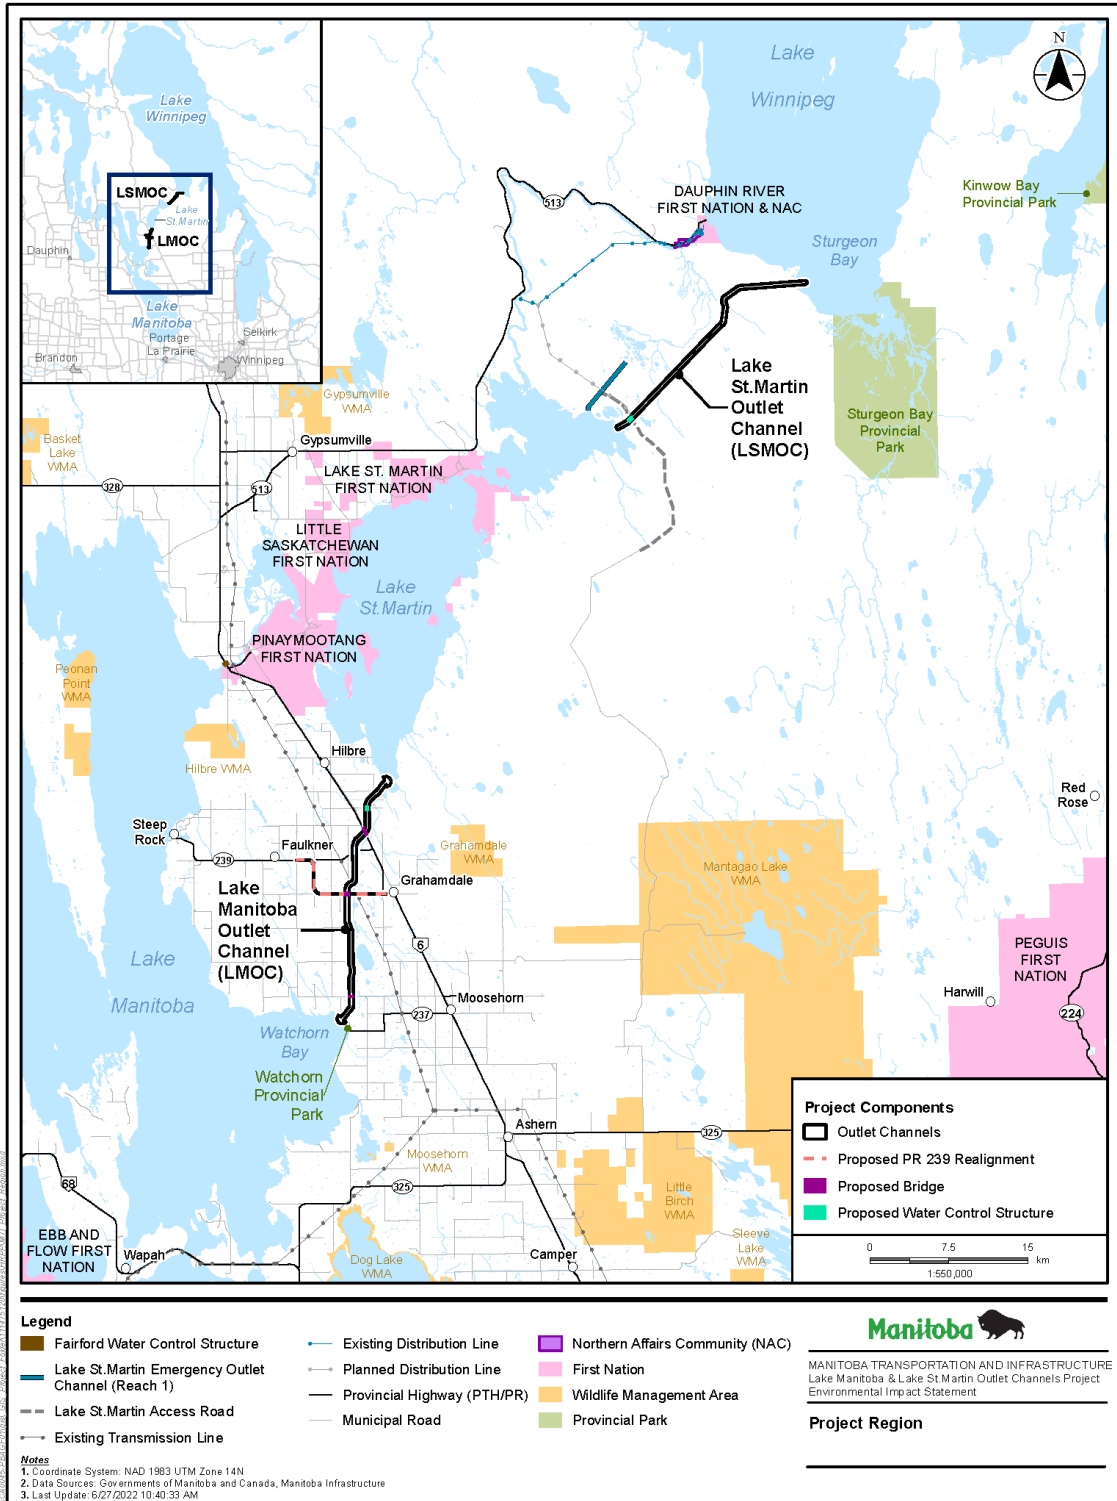 Lake
Winnipeg
N
Lake
Winnipeg
LSMOC
Lake
St.Martin
LMOC
Dauphin
Lake
Manitoba
Portage
La Prairie
Selkirk
Brandon
Winnipeg
513
DAUPHIN RIVER
FIRST NATION & NAC
Kinwow Bay
Provincial Park
Sturgeon
Bay
Lake
St.Martin
Outlet
Channel
(LSMOC)
Sturgeon Bay
Provincial
Park
Gypsumville
WMA
Basket
Lake
WMA
Gypsumville
LAKE ST. MARTIN
FIRST NATION
328
513
LITTLE
SASKATCHEWAN
FIRST NATION
Lake
St.Martin
PINAYMOOTANG
FIRST NATION
Peonan
Point
WMA
Hilbre WMA
Hilbre
Steep
Rock
239
Faulkner
Grahamdale
WMA
Grahamdale
Mantagao Lake
WMA
Red
Rose
Lake
Manitoba
Outlet
Channel
(LMOC)
6
Lake
Manitoba
PEGUIS
FIRST
NATION
Harwill
224
Moosehorn
237
Watchorn
Bay
Watchorn
Provincial
Park
Ashern
325
Moosehorn
WMA
325
Little
Birch
WMA
Sleeve
Lake
WMA
68
EBB AND
FLOW FIRST
NATION
Wapah
Dog Lake
WMA
Camper
Project Components
Outlet Channels
Proposed PR 239 Realignment
Proposed Bridge
Proposed Water Control Structure
0 7.5 15
km
1:550,000
Legend
Fairford Water Control Structure
Lake St.Martin Emergency Outlet
Channel (Reach 1)
Lake St.Martin Access Road
Existing Transmission Line
Existing Distribution Line
Planned Distribution Line
Provincial Highway (PTH/PR)
Municipal Road
Northern Affairs Community (NAC)
First Nation
Wildlife Management Area
Provincial Park
Manitoba
MANITOBA TRANSPORTATION AND INFRASTRUCTURE
Lake Manitoba & Lake St.Martin Outlet Channels Project
Environmental Impact Statement
Project Region
Notes
1. Coordinate System: NAD 1983 UTM Zone 14N
2. Data Sources: Governments of Manitoba and Canada, Manitoba Infrastructure
3. Last Update: 6/27/2022 10:40:33 AM